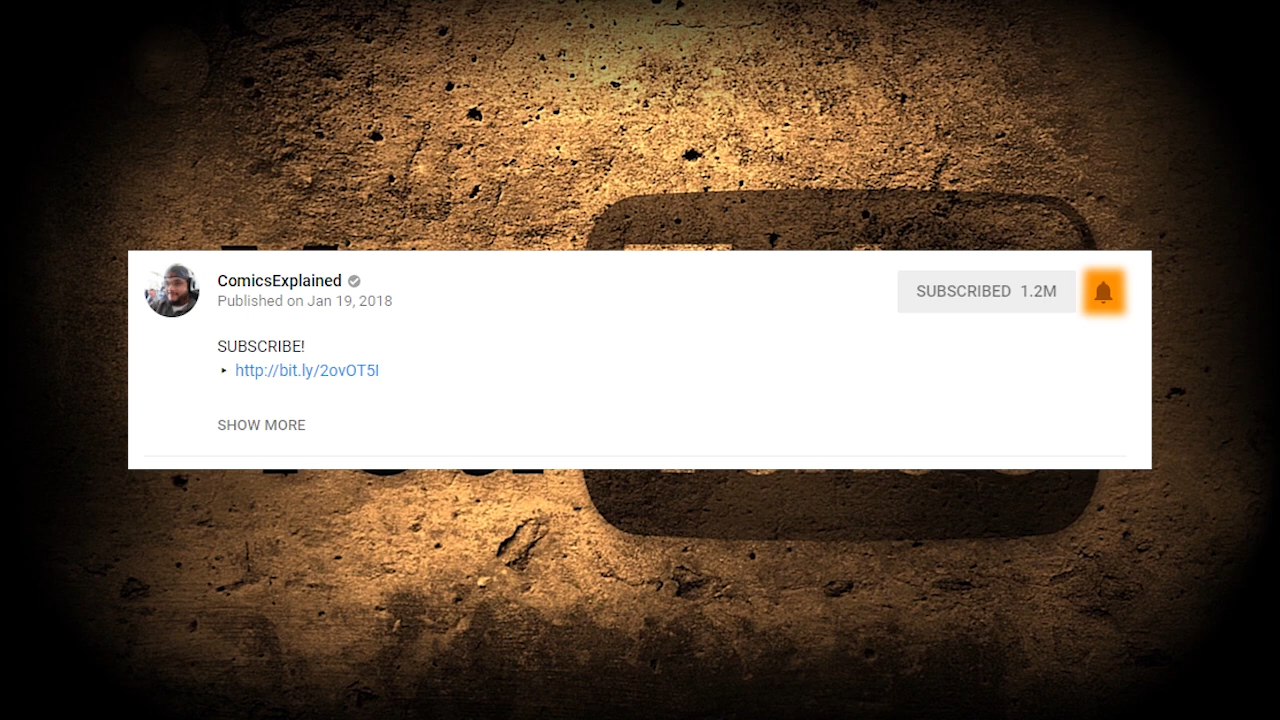 ComicsExplained
Published on Jan 19, 2018
SUBSCRIBED 1.2M
SUBSCRIBE!
‣ http://bit.ly/2ovOT5I
SHOW MORE